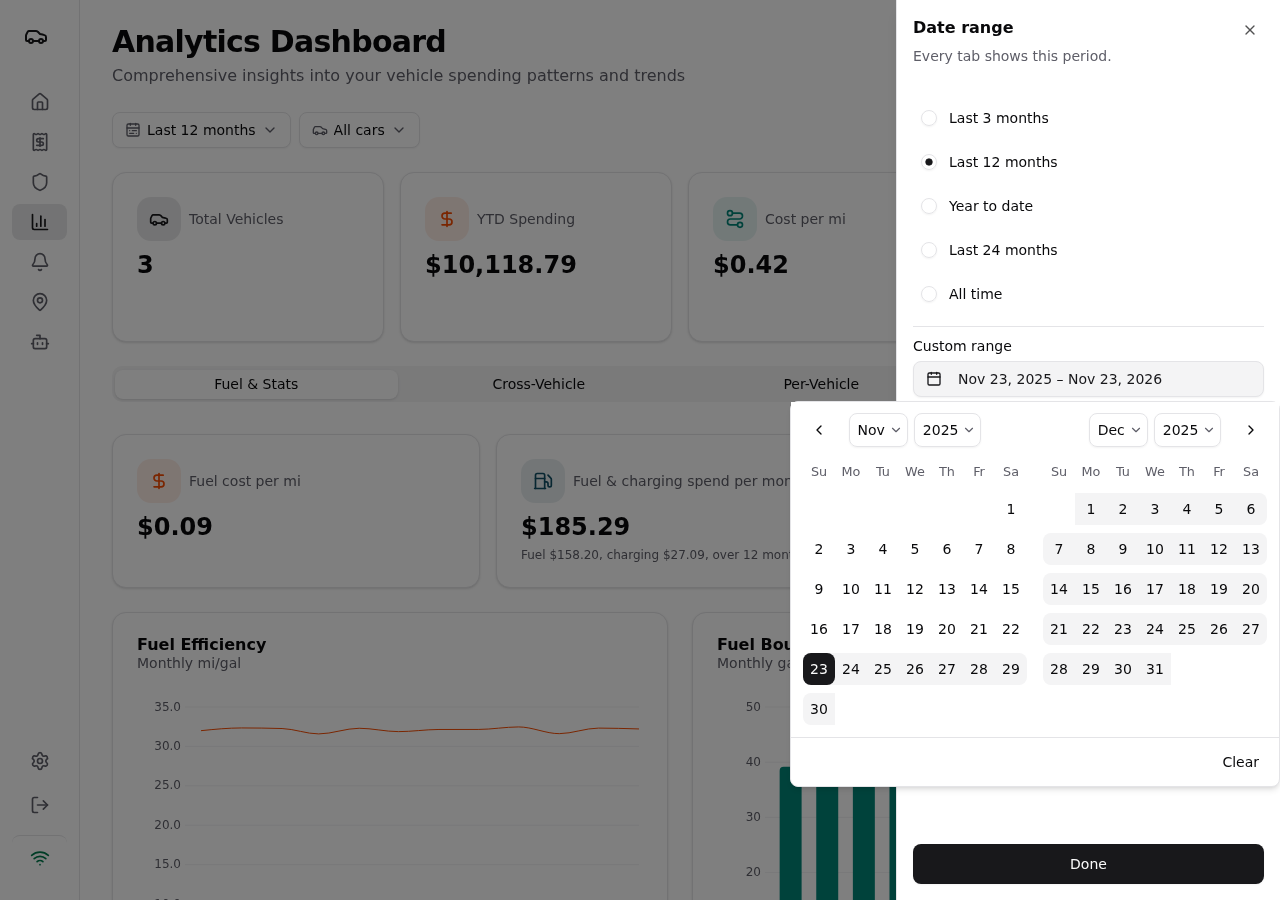 Analytics Dashboard
Comprehensive insights into your vehicle spending patterns and trends
Last 12 months
All cars
Total Vehicles
3
YTD Spending
$10,118.79
Cost per mi
$0.42
Fuel & Stats
Cross-Vehicle
Per-Vehicle
Fuel cost per mi
$0.09
Fuel & charging spend per mon
$185.29
Fuel $158.20, charging $27.09, over 12 mon
Fuel Efficiency
Monthly mi/gal
35.0
30.0
25.0
20.0
15.0
Fuel Bou
Monthly ga
50
40
30
20
Date range
Every tab shows this period.
Last 3 months
Last 12 months
Year to date
Last 24 months
All time
Custom range
Nov 23, 2025 – Nov 23, 2026
Nov 2025
Su Mo Tu We Th Fr Sa
1
2 3 4 5 6 7 8
9 10 11 12 13 14 15
16 17 18 19 20 21 22
23 24 25 26 27 28 29
30
Dec 2025
Su Mo Tu We Th Fr Sa
1 2 3 4 5 6
7 8 9 10 11 12 13
14 15 16 17 18 19 20
21 22 23 24 25 26 27
28 29 30 31
Clear
Done